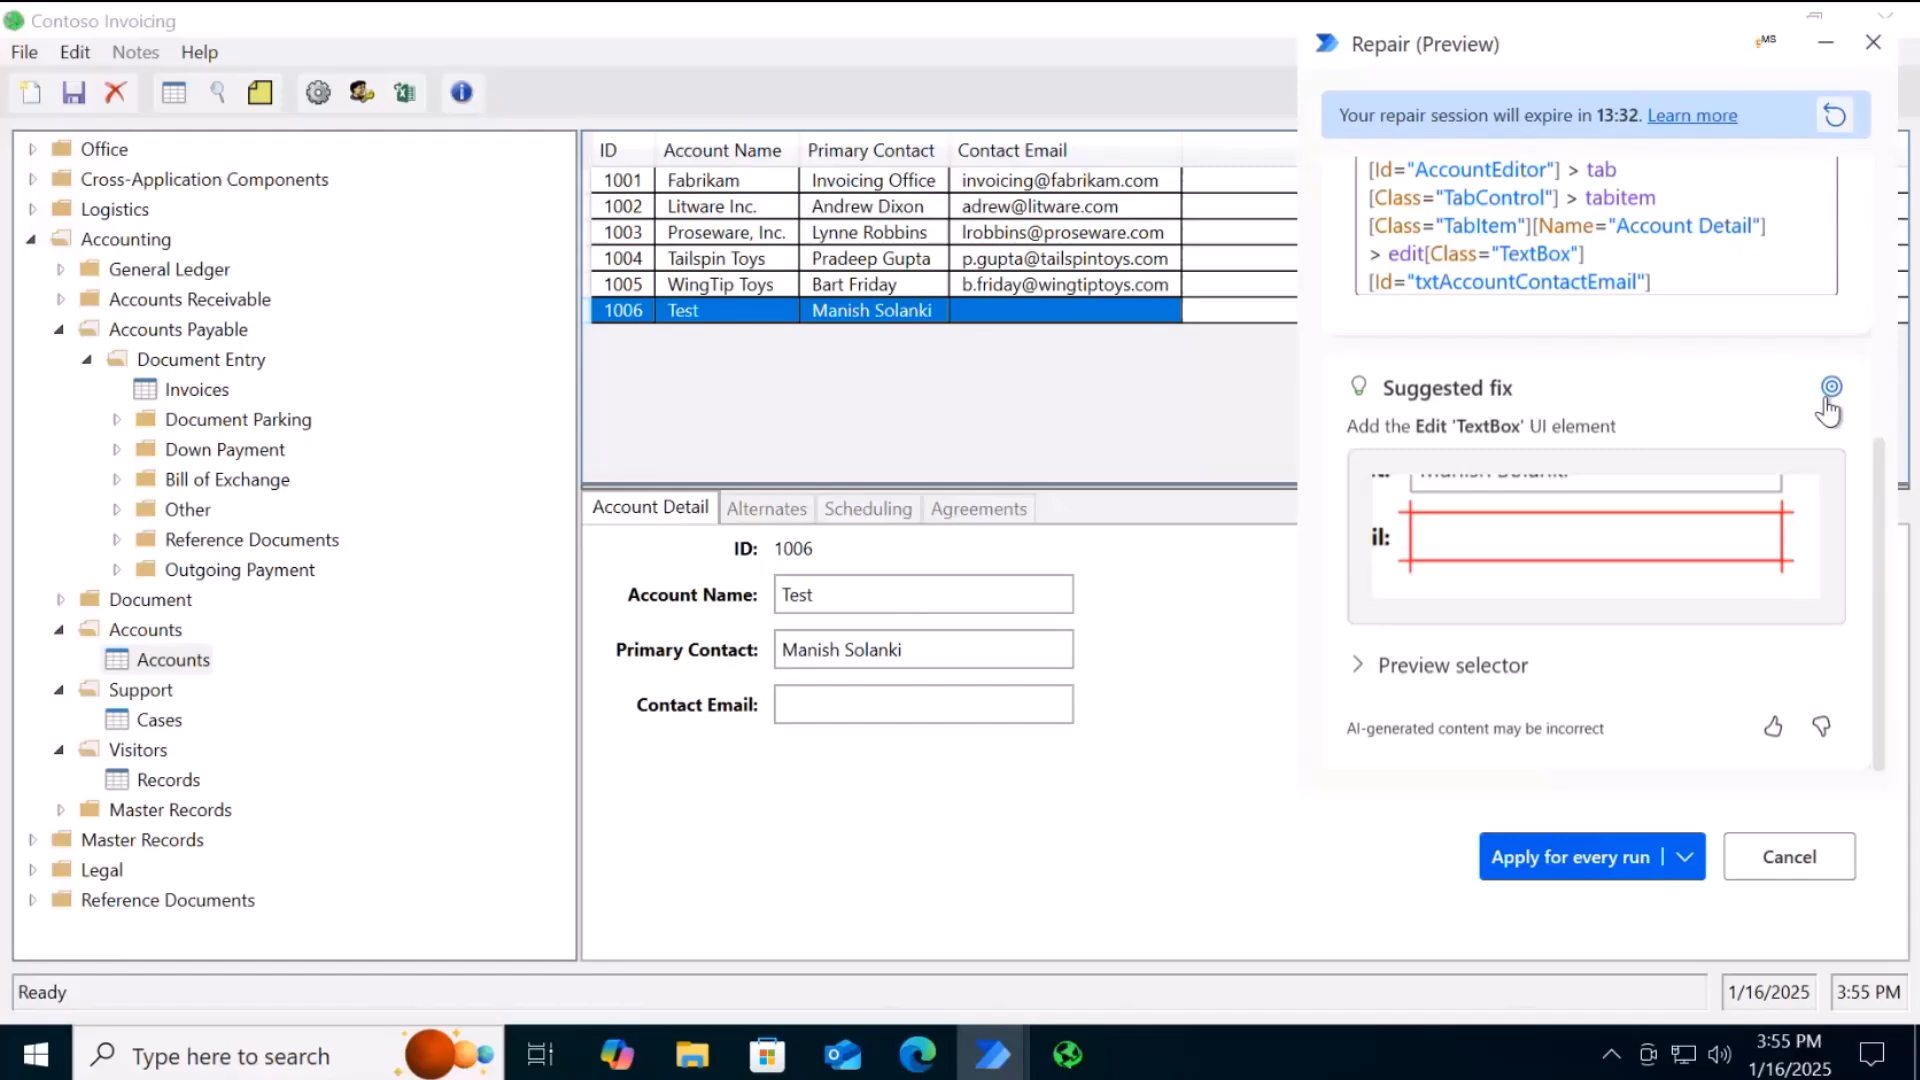 Contoso Invoicing
File Edit Notes Help
Office
Cross-Application Components
Logistics
Accounting
General Ledger
Accounts Receivable
Accounts Payable
Document Entry
Invoices
Document Parking
Down Payment
Bill of Exchange
Other
Reference Documents
Outgoing Payment
Document
Accounts
Accounts
Support
Cases
Visitors
Records
Master Records
Master Records
Legal
Reference Documents
ID Account Name Primary Contact Contact Email
1001 Fabrikam Invoicing Office invoicing@fabrikam.com
1002 Litware Inc. Andrew Dixon adrew@litware.com
1003 Proseware, Inc. Lynne Robbins lrobbins@proseware.com
1004 Tailspin Toys Pradeep Gupta p.gupta@tailspintoys.com
1005 WingTip Toys Bart Friday b.friday@wingtiptoys.com
1006 Test Manish Solanki
Account Detail Alternates Scheduling Agreements
ID: 1006
Account Name: Test
Primary Contact: Manish Solanki
Contact Email:
Repair (Preview)
MS
Your repair session will expire in 13:32. Learn more
[Id="AccountEditor"] > tab
[Class="TabControl"] > tabitem
[Class="TabItem"][Name="Account Detail"]
> edit[Class="TextBox"]
[Id="txtAccountContactEmail"]
Suggested fix
Add the Edit 'TextBox' UI element
il:
Preview selector
AI-generated content may be incorrect
Apply for every run
Cancel
Ready
1/16/2025 3:55 PM
Type here to search
3:55 PM
1/16/2025